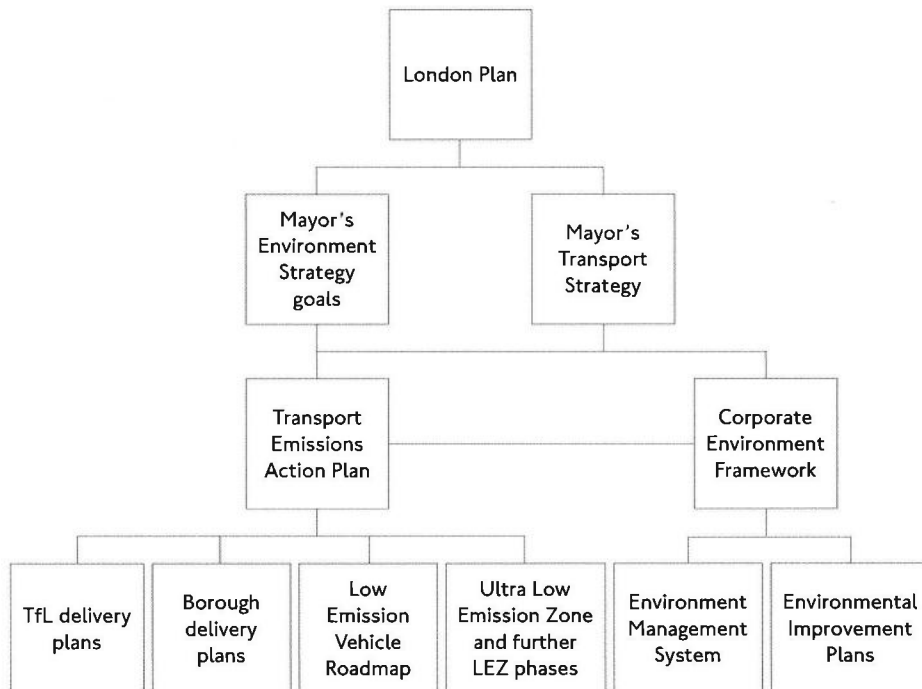 London Plan
Mayor's
Environment
Strategy
goals
Mayor's
Transport
Strategy
Transport
Emissions
Action Plan
Corporate
Environment
Framework
TfL delivery
plans
Borough
delivery
plans
Low
Emission
Vehicle
Roadmap
Ultra Low
Emission Zone
and further
LEZ phases
Environment
Management
System
Environmental
Improvement
Plans